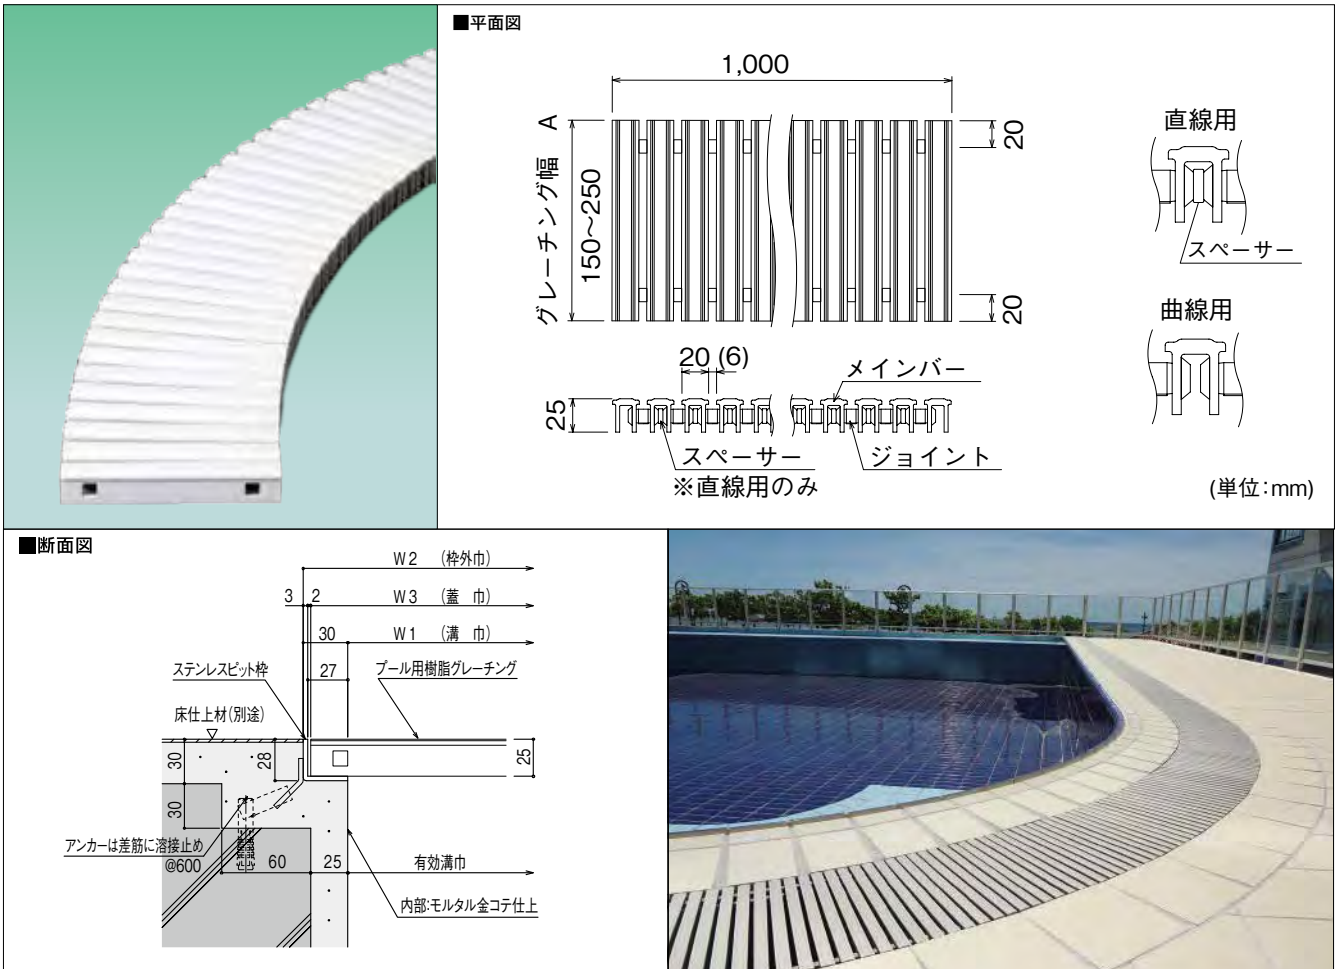 ■平面図
1,000
グレーチング幅 A
150~250
20
20
20 (6)
25
メインバー
スペーサー
※直線用のみ
ジョイント
直線用
スペーサー
曲線用
(単位:mm)
■断面図
W2 (枠外巾)
3 2 W3 (蓋 巾)
30 W1 (溝 巾)
27
ステンレスピット枠
プール用樹脂グレーチング
床仕上材(別途)
30
28
25
30
アンカーは差筋に溶接止め
@600
60 25 有効溝巾
内部:モルタル金コテ仕上